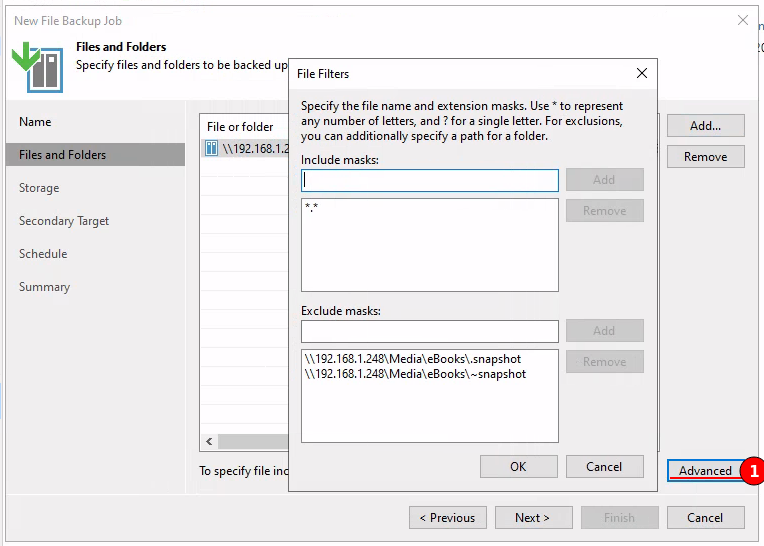 New File Backup Job
Files and Folders
Specify files and folders to be backed up
Name
Files and Folders
Storage
Secondary Target
Schedule
Summary
File or folder
\\192.168.1.2
Add...
Remove
File Filters
Specify the file name and extension masks. Use * to represent
any number of letters, and ? for a single letter. For exclusions,
you can additionally specify a path for a folder.
Include masks:
Add
*.*
Remove
Exclude masks:
Add
\\192.168.1.248\Media\eBooks\.snapshot
\\192.168.1.248\Media\eBooks\~snapshot
Remove
OK
Cancel
To specify file inc
Advanced
1
< Previous
Next >
Finish
Cancel